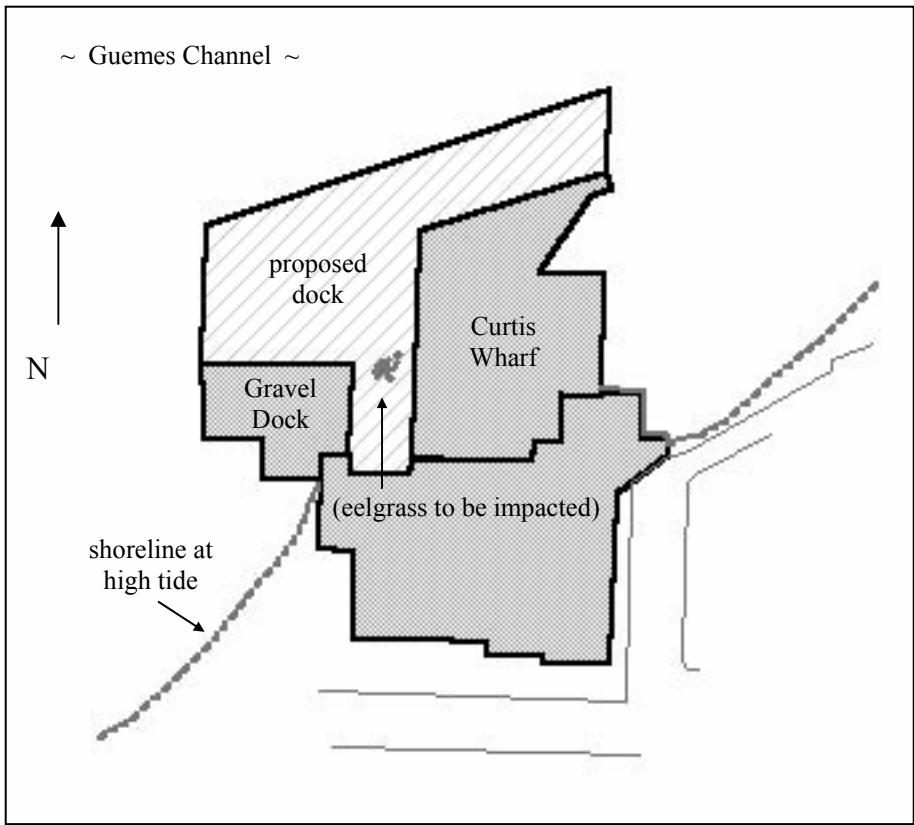 ~ Guemes Channel ~
proposed
dock
Curtis
Wharf
N
Gravel
Dock
(eelgrass to be impacted)
shoreline at
high tide